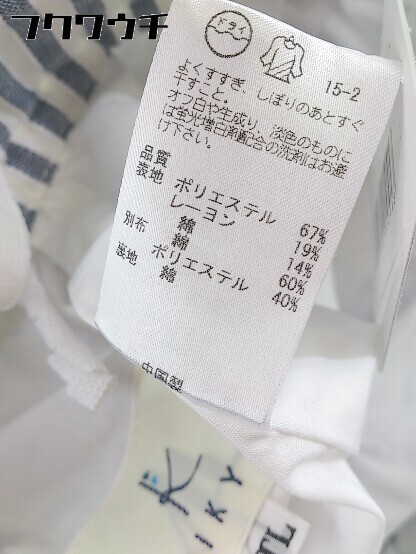 フクワウチ
ドライ
15-2
よくすすぎ、しぼりのあとすぐ
干すこと。
オフ白や生成り、淡色のものに
は蛍光増白剤配合の洗剤はお避
け下さい。
品質
表地 ポリエステル 67%
レーヨン 19%
綿 14%
別布 綿 60%
裏地 ポリエステル 40%
綿
中国製
IKY
TL